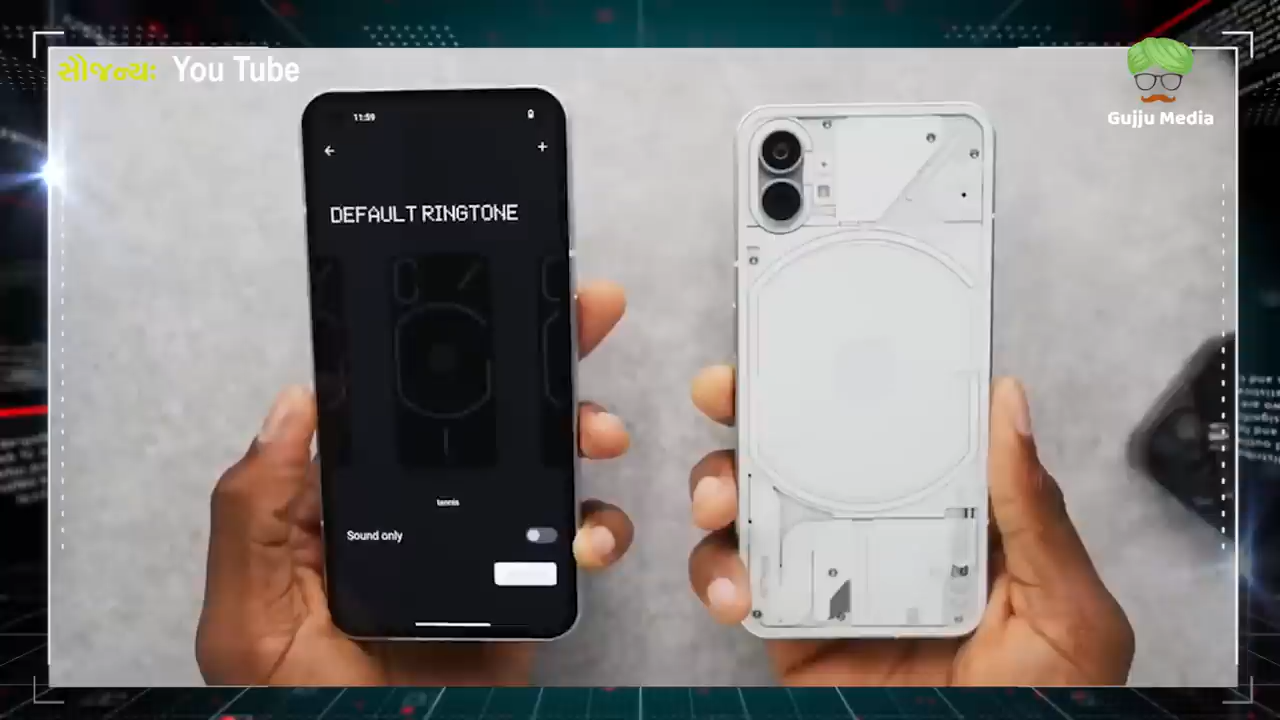 સૌજન્યઃ You Tube
Gujju Media
11:59
DEFAULT RINGTONE
tennis
Sound only